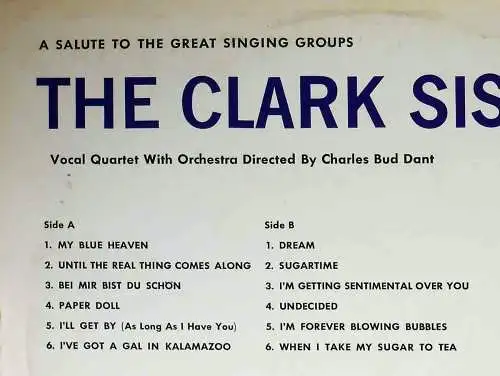 A SALUTE TO THE GREAT SINGING GROUPS
THE CLARK SIS
Vocal Quartet With Orchestra Directed By Charles Bud Dant
Side A
1. MY BLUE HEAVEN
2. UNTIL THE REAL THING COMES ALONG
3. BEI MIR BIST DU SCHÖN
4. PAPER DOLL
5. I'LL GET BY (As Long As I Have You)
6. I'VE GOT A GAL IN KALAMAZOO
Side B
1. DREAM
2. SUGARTIME
3. I'M GETTING SENTIMENTAL OVER YOU
4. UNDECIDED
5. I'M FOREVER BLOWING BUBBLES
6. WHEN I TAKE MY SUGAR TO TEA